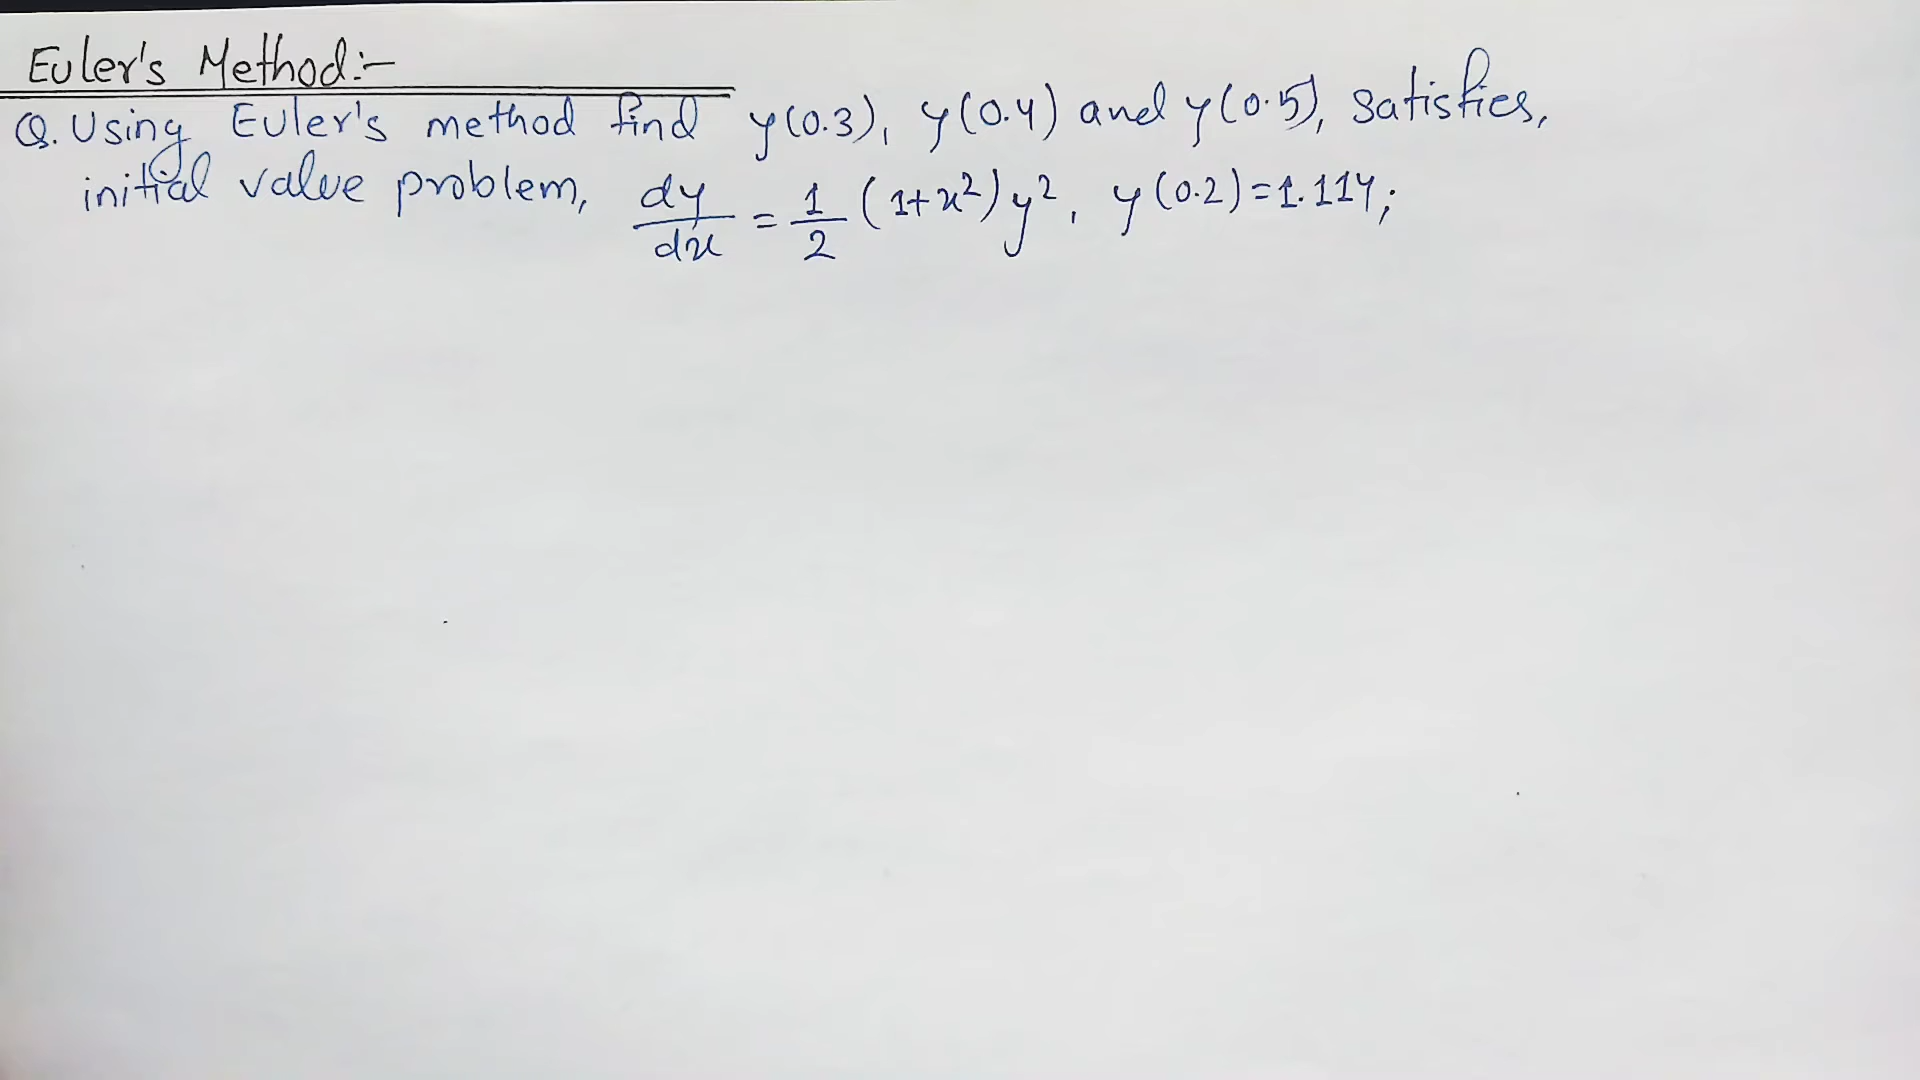 Euler's Method:-
Q. Using Euler's method find y(0.3), y(0.4) and y(0.5), satisfies,
initial value problem, dy/dx = 1/2 (1+x²)y², y(0.2)=1.114;